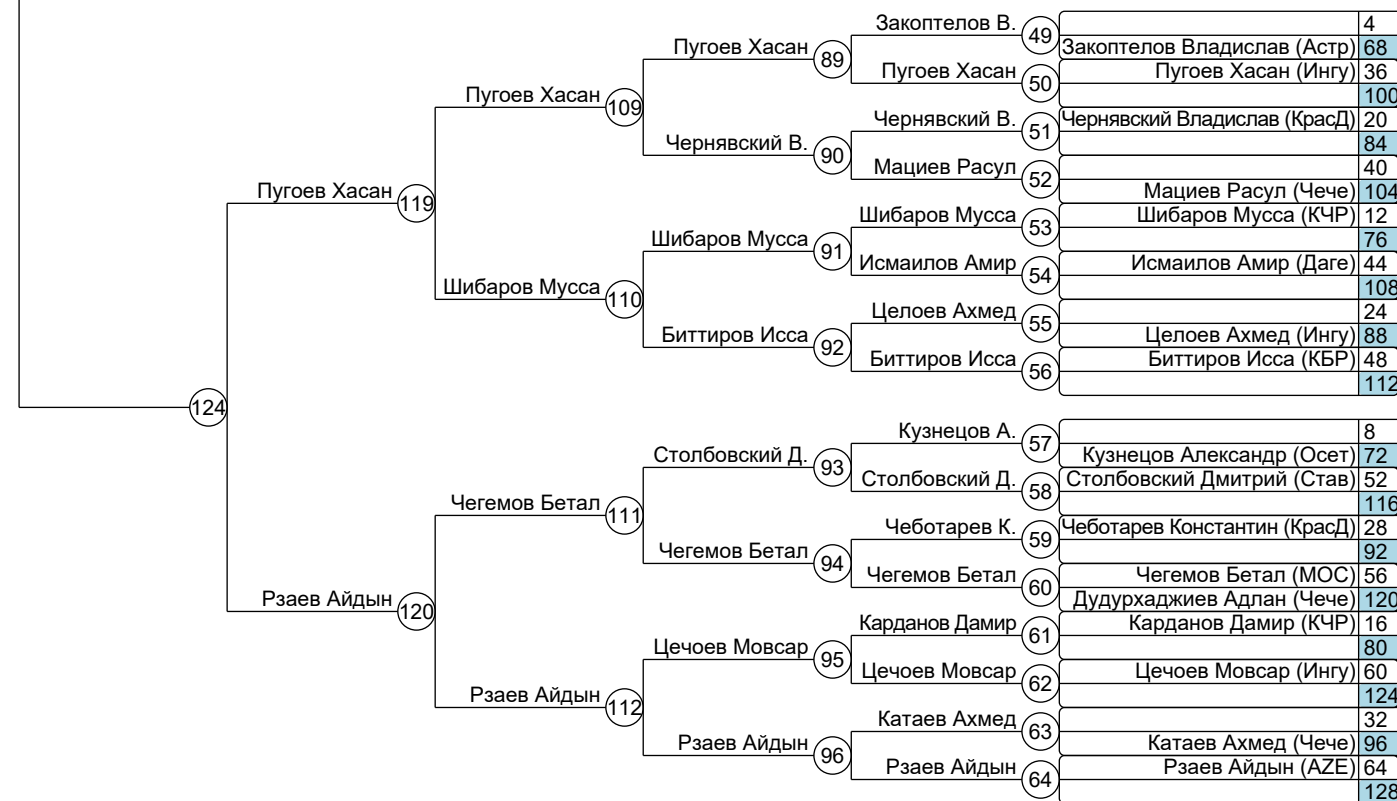 Закоптелов В. 49 4
Пугоев Хасан 89 Закоптелов Владислав (Астр) 68
Пугоев Хасан 50 Пугоев Хасан (Ингу) 36
Пугоев Хасан 109 100
Чернявский В. 51 Чернявский Владислав (КрасД) 20
Чернявский В. 90 84
Мациев Расул 52 40
Пугоев Хасан 119 Мациев Расул (Чече) 104
Шибаров Мусса 53 Шибаров Мусса (КЧР) 12
Шибаров Мусса 91 76
Исмаилов Амир 54 Исмаилов Амир (Даге) 44
Шибаров Мусса 110 108
Целоев Ахмед 55 24
Биттиров Исса 92 Целоев Ахмед (Ингу) 88
Биттиров Исса 56 Биттиров Исса (КБР) 48
112
124
Кузнецов А. 57 8
Столбовский Д. 93 Кузнецов Александр (Осет) 72
Столбовский Д. 58 Столбовский Дмитрий (Став) 52
Чегемов Бетал 111 116
Чеботарев К. 59 Чеботарев Константин (КрасД) 28
Чегемов Бетал 94 92
Чегемов Бетал 60 Чегемов Бетал (МОС) 56
Рзаев Айдын 120 Дудурхаджиев Адлан (Чече) 120
Карданов Дамир 61 Карданов Дамир (КЧР) 16
Цечоев Мовсар 95 80
Цечоев Мовсар 62 Цечоев Мовсар (Ингу) 60
Рзаев Айдын 112 124
Катаев Ахмед 63 32
Рзаев Айдын 96 Катаев Ахмед (Чече) 96
Рзаев Айдын 64 Рзаев Айдын (AZE) 64
128